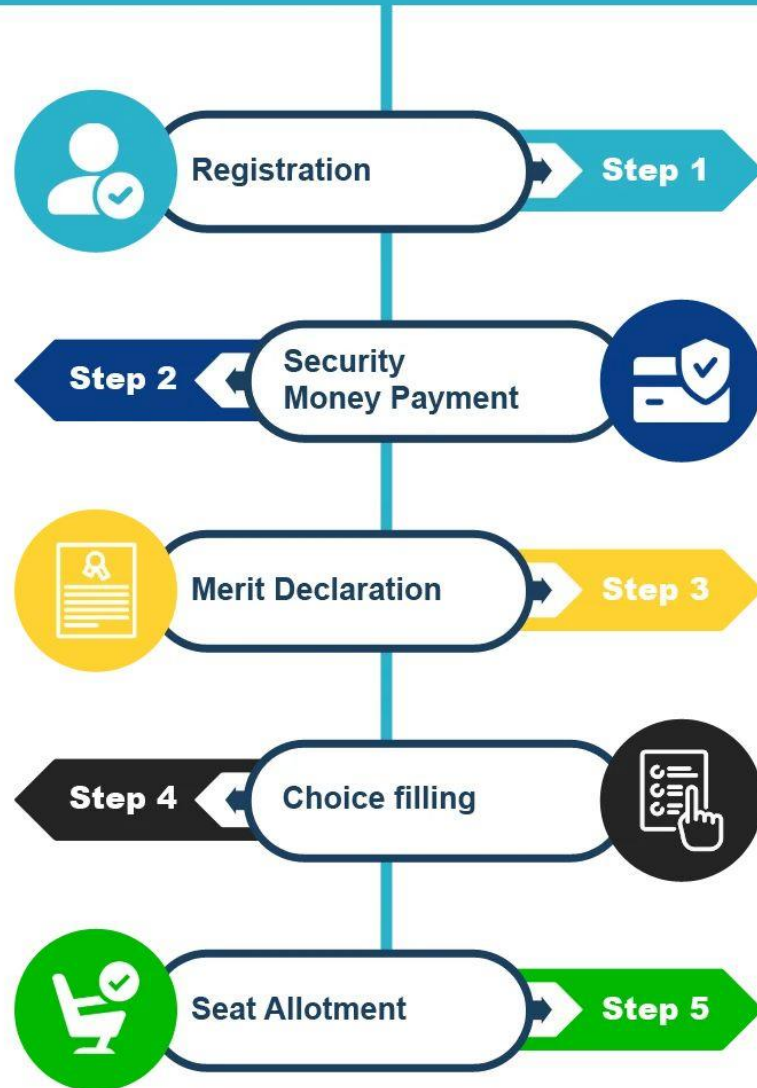 Registration
Step 1
Step 2
Security
Money Payment
Merit Declaration
Step 3
Step 4
Choice filling
Seat Allotment
Step 5